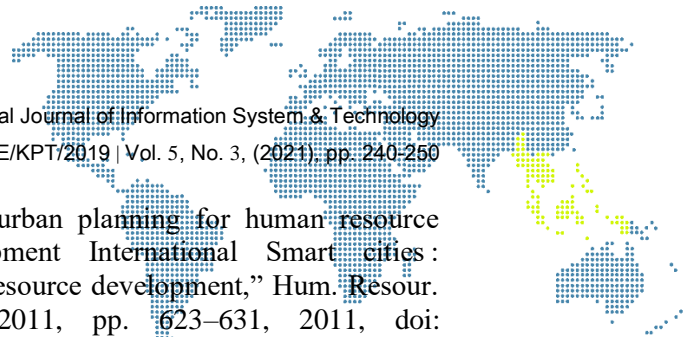 al Journal of Information System & Technology
E/KPT/2019 | Vol. 5, No. 3, (2021), pp. 240-250
urban planning for human resource
pment International Smart cities :
esource development,” Hum. Resour.
2011, pp. 623–631, 2011, doi: